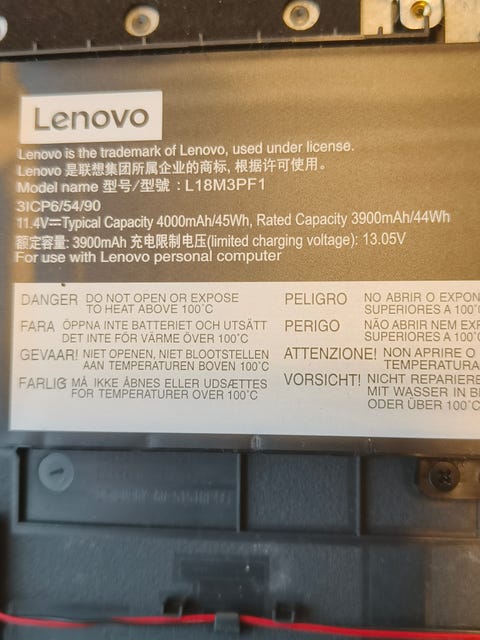 Lenovo
Lenovo is the trademark of Lenovo, used under license.
Lenovo 是联想集团所属企业的商标, 根据许可使用。
Model name 型号/型號 : L18M3PF1
3ICP6/54/90
11.4V⎓Typical Capacity 4000mAh/45Wh, Rated Capacity 3900mAh/44Wh
额定容量: 3900mAh 充电限制电压(limited charging voltage): 13.05V
For use with Lenovo personal computer
DANGER DO NOT OPEN OR EXPOSE
TO HEAT ABOVE 100°C
FARA ÖPPNA INTE BATTERIET OCH UTSÄTT
DET INTE FÖR VÄRME ÖVER 100°C
GEVAAR! NIET OPENEN, NIET BLOOTSTELLEN
AAN TEMPERATUREN BOVEN 100°C
FARLIG MÅ IKKE ÅBNES ELLER UDSÆTTES
FOR TEMPERATURER OVER 100°C
PELIGRO NO ABRIR O EXPON
SUPERIORES A 100°
PERIGO NÃO ABRIR NEM EXP
SUPERIORES A 100°
ATTENZIONE! NON APRIRE O
TEMPERATURA
VORSICHT! NICHT REPARIERE
MIT WASSER IN B
ODER ÜBER 100°C